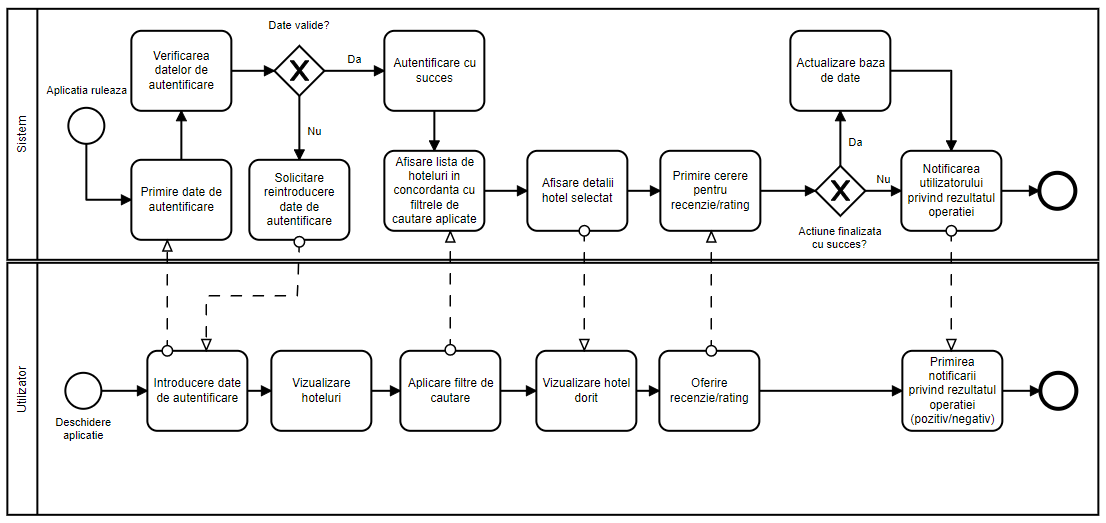 Sistem
Aplicatia ruleaza
Primire date de
autentificare
Verificarea
datelor de
autentificare
Date valide?
Da
Nu
Solicitare
reintroducere
date de
autentificare
Autentificare cu
succes
Afisare lista de
hoteluri in
concordanta cu
filtrele de
cautare aplicate
Afisare detalii
hotel selectat
Primire cerere
pentru
recenzie/rating
Actiune finalizata
cu succes?
Da
Nu
Actualizare baza
de date
Notificarea
utilizatorului
privind rezultatul
operatiei
Utilizator
Deschidere
aplicatie
Introducere date
de autentificare
Vizualizare
hoteluri
Aplicare filtre de
cautare
Vizualizare hotel
dorit
Oferire
recenzie/rating
Primirea
notificarii
privind rezultatul
operatiei
(pozitiv/negativ)